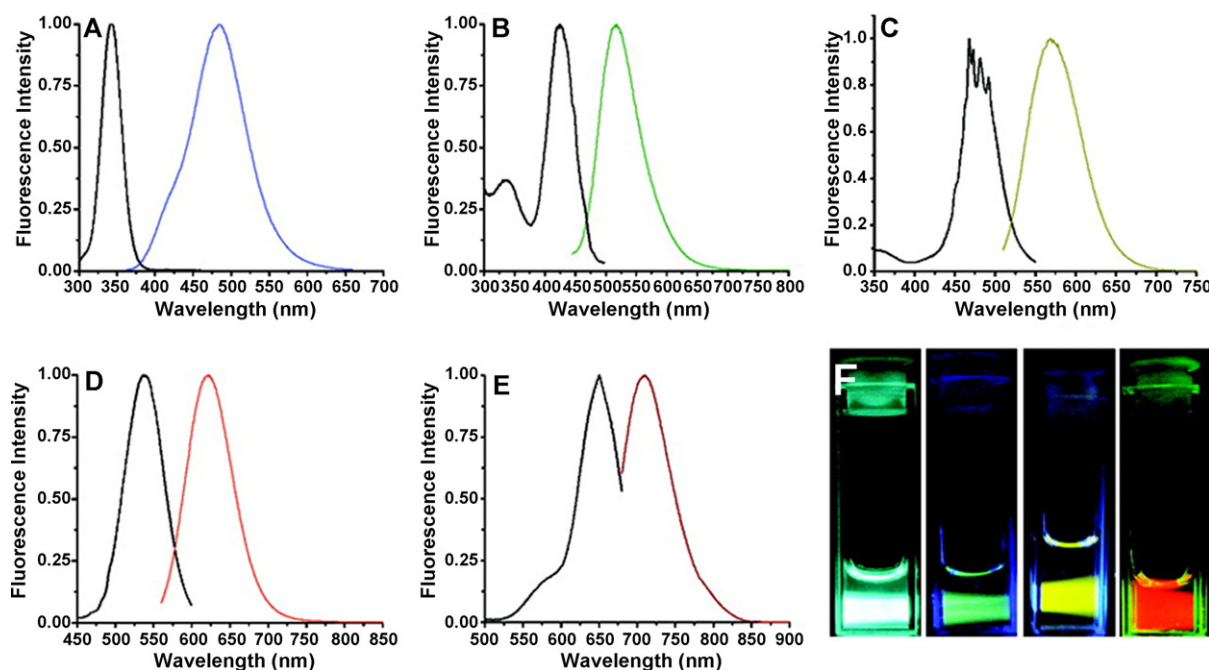 A
Fluorescence Intensity
1.00
0.75
0.50
0.25
0.00
300 350 400 450 500 550 600 650 700
Wavelength (nm)
B
Fluorescence Intensity
1.00
0.75
0.50
0.25
0.00
300 350 400 450 500 550 600 650 700 750 800
Wavelength (nm)
C
Fluorescence Intensity
1.0
0.8
0.6
0.4
0.2
0.0
350 400 450 500 550 600 650 700 750
Wavelength (nm)
D
Fluorescence Intensity
1.00
0.75
0.50
0.25
0.00
450 500 550 600 650 700 750 800 850
Wavelength (nm)
E
Fluorescence Intensity
1.00
0.75
0.50
0.25
0.00
500 550 600 650 700 750 800 850 900
Wavelength (nm)
F